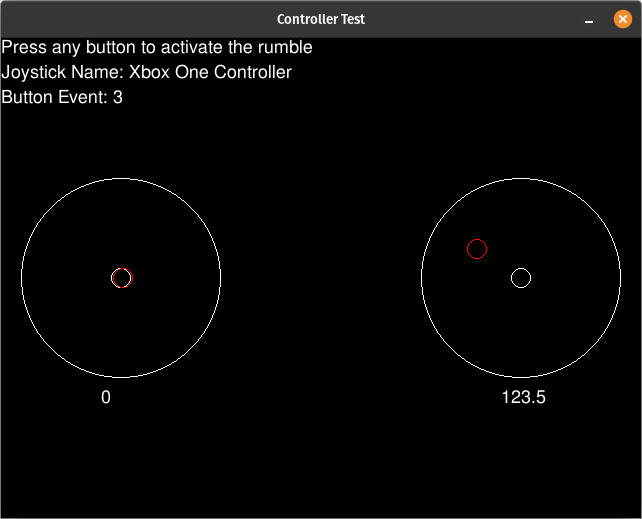 Controller Test
Press any button to activate the rumble
Joystick Name: Xbox One Controller
Button Event: 3
0
123.5